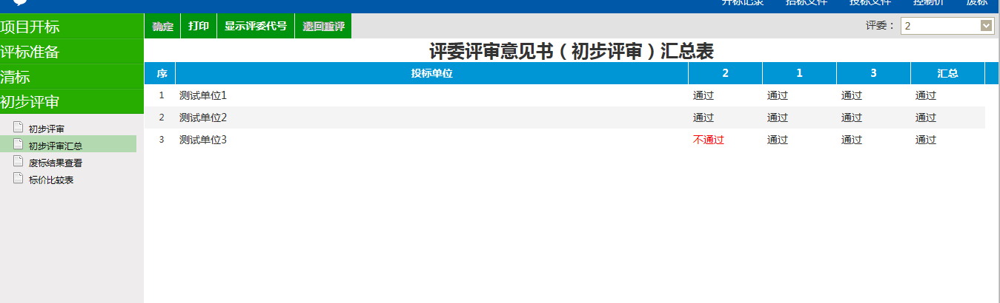 开标记录 招标文件 投标文件 控制价 废标
项目开标
评标准备
清标
初步评审
初步评审
初步评审汇总
废标结果查看
标价比较表
确定 打印 显示评委代号 退回重评 评委： 2
评委评审意见书（初步评审）汇总表
序 投标单位 2 1 3 汇总
1 测试单位1 通过 通过 通过 通过
2 测试单位2 通过 通过 通过 通过
3 测试单位3 不通过 通过 通过 通过